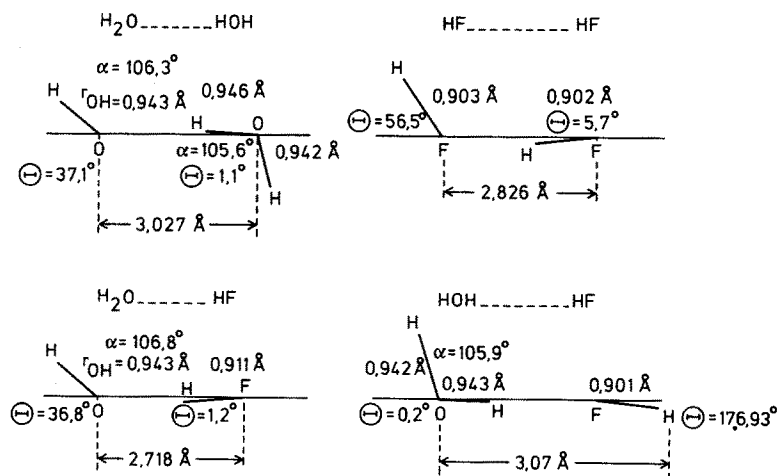 H₂O------HOH
α = 106,3°
H
r_OH = 0,943 Å
0,946 Å
H
O
O
Θ = 37,1°
α = 105,6°
Θ = 1,1°
0,942 Å
H
3,027 Å
HF------HF
H
0,903 Å
0,902 Å
Θ = 56,5°
Θ = 5,7°
F
H
F
2,826 Å
H₂O------HF
α = 106,8°
H
r_OH = 0,943 Å
0,911 Å
H
F
Θ = 36,8°
O
Θ = 1,2°
2,718 Å
HOH------HF
H
0,942 Å
α = 105,9°
0,943 Å
0,901 Å
Θ = 0,2°
O
H
F
H
Θ = 176,93°
3,07 Å